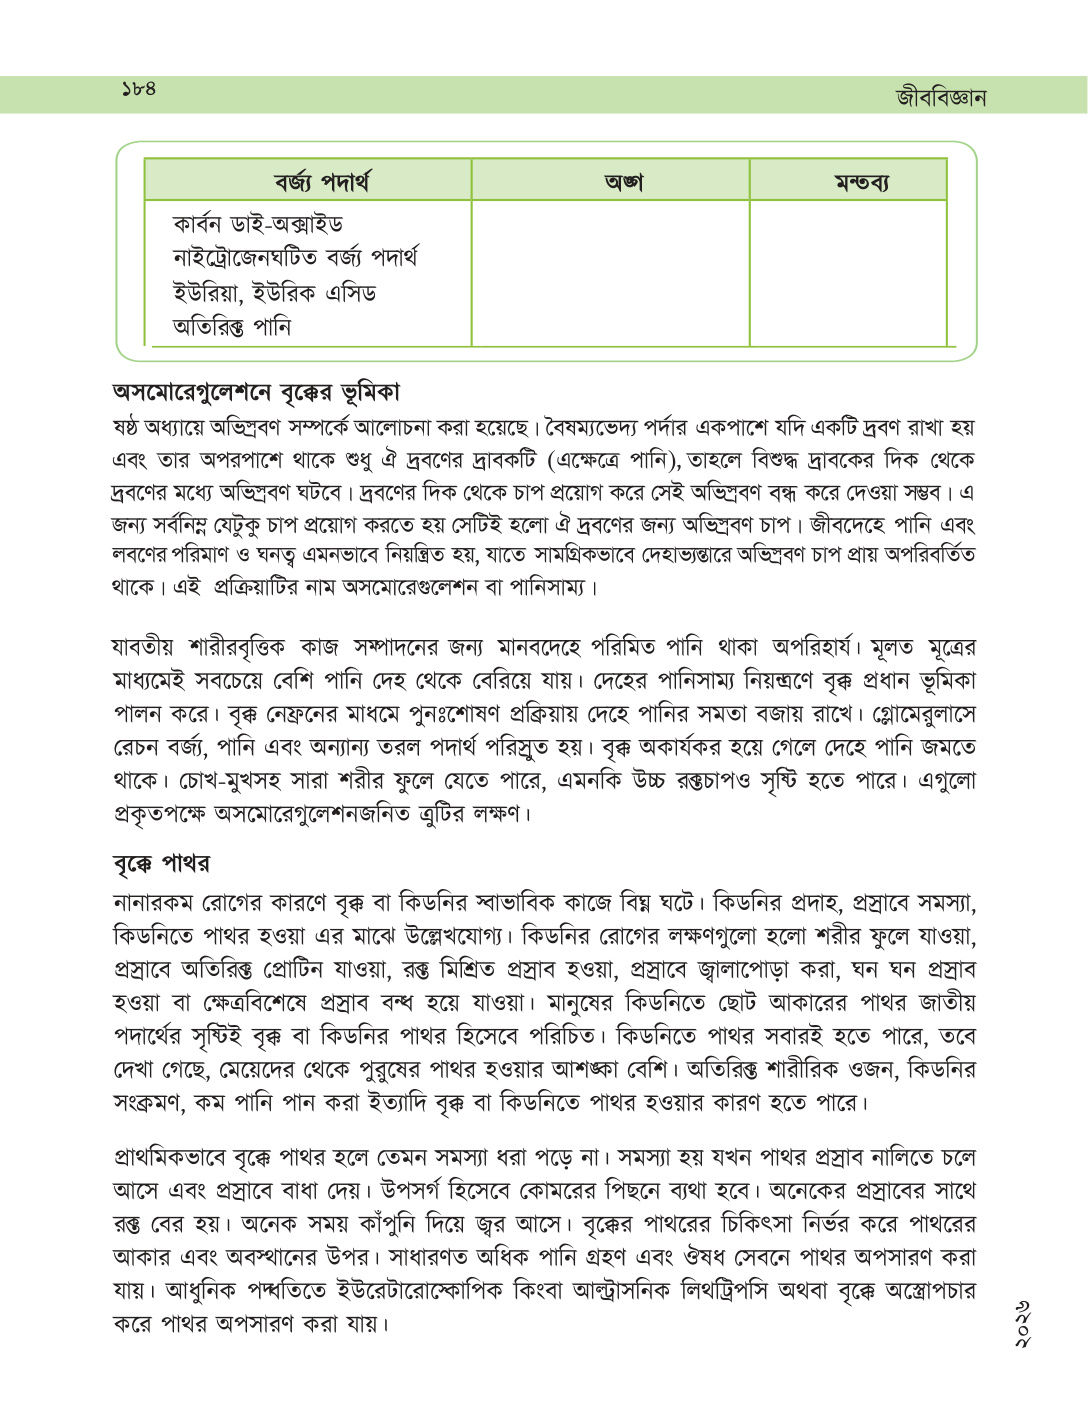 ১৮৪
জীববিজ্ঞান
বর্জ্য পদার্থ অঙ্গ মন্তব্য
কার্বন ডাই-অক্সাইড
নাইট্রোজেনঘটিত বর্জ্য পদার্থ
ইউরিয়া, ইউরিক এসিড
অতিরিক্ত পানি
অসমোরেগুলেশনে বৃক্কের ভূমিকা
ষষ্ঠ অধ্যায়ে অভিস্রবণ সম্পর্কে আলোচনা করা হয়েছে। বৈষম্যভেদ্য পর্দার একপাশে যদি একটি দ্রবণ রাখা হয়
এবং তার অপরপাশে থাকে শুধু ঐ দ্রবণের দ্রাবকটি (এক্ষেত্রে পানি), তাহলে বিশুদ্ধ দ্রাবকের দিক থেকে
দ্রবণের মধ্যে অভিস্রবণ ঘটবে। দ্রবণের দিক থেকে চাপ প্রয়োগ করে সেই অভিস্রবণ বন্ধ করে দেওয়া সম্ভব। এ
জন্য সর্বনিম্ন যেটুকু চাপ প্রয়োগ করতে হয় সেটিই হলো ঐ দ্রবণের জন্য অভিস্রবণ চাপ। জীবদেহে পানি এবং
লবণের পরিমাণ ও ঘনত্ব এমনভাবে নিয়ন্ত্রিত হয়, যাতে সামগ্রিকভাবে দেহাভ্যন্তারে অভিস্রবণ চাপ প্রায় অপরিবর্তিত
থাকে। এই প্রক্রিয়াটির নাম অসমোরেগুলেশন বা পানিসাম্য।
যাবতীয় শারীরবৃত্তিক কাজ সম্পাদনের জন্য মানবদেহে পরিমিত পানি থাকা অপরিহার্য। মূলত মূত্রের
মাধ্যমেই সবচেয়ে বেশি পানি দেহ থেকে বেরিয়ে যায়। দেহের পানিসাম্য নিয়ন্ত্রণে বৃক্ক প্রধান ভূমিকা
পালন করে। বৃক্ক নেফ্রনের মাধমে পুনঃশোষণ প্রক্রিয়ায় দেহে পানির সমতা বজায় রাখে। গ্লোমেরুলাসে
রেচন বর্জ্য, পানি এবং অন্যান্য তরল পদার্থ পরিস্রুত হয়। বৃক্ক অকার্যকর হয়ে গেলে দেহে পানি জমতে
থাকে। চোখ-মুখসহ সারা শরীর ফুলে যেতে পারে, এমনকি উচ্চ রক্তচাপও সৃষ্টি হতে পারে। এগুলো
প্রকৃতপক্ষে অসমোরেগুলেশনজনিত ত্রুটির লক্ষণ।
বৃক্কে পাথর
নানারকম রোগের কারণে বৃক্ক বা কিডনির স্বাভাবিক কাজে বিঘ্ন ঘটে। কিডনির প্রদাহ, প্রস্রাবে সমস্যা,
কিডনিতে পাথর হওয়া এর মাঝে উল্লেখযোগ্য। কিডনির রোগের লক্ষণগুলো হলো শরীর ফুলে যাওয়া,
প্রস্রাবে অতিরিক্ত প্রোটিন যাওয়া, রক্ত মিশ্রিত প্রস্রাব হওয়া, প্রস্রাবে জ্বালাপোড়া করা, ঘন ঘন প্রস্রাব
হওয়া বা ক্ষেত্রবিশেষে প্রস্রাব বন্ধ হয়ে যাওয়া। মানুষের কিডনিতে ছোট আকারের পাথর জাতীয়
পদার্থের সৃষ্টিই বৃক্ক বা কিডনির পাথর হিসেবে পরিচিত। কিডনিতে পাথর সবারই হতে পারে, তবে
দেখা গেছে, মেয়েদের থেকে পুরুষের পাথর হওয়ার আশঙ্কা বেশি। অতিরিক্ত শারীরিক ওজন, কিডনির
সংক্রমণ, কম পানি পান করা ইত্যাদি বৃক্ক বা কিডনিতে পাথর হওয়ার কারণ হতে পারে।
প্রাথমিকভাবে বৃক্কে পাথর হলে তেমন সমস্যা ধরা পড়ে না। সমস্যা হয় যখন পাথর প্রস্রাব নালিতে চলে
আসে এবং প্রস্রাবে বাধা দেয়। উপসর্গ হিসেবে কোমরের পিছনে ব্যথা হবে। অনেকের প্রস্রাবের সাথে
রক্ত বের হয়। অনেক সময় কাঁপুনি দিয়ে জ্বর আসে। বৃক্কের পাথরের চিকিৎসা নির্ভর করে পাথরের
আকার এবং অবস্থানের উপর। সাধারণত অধিক পানি গ্রহণ এবং ঔষধ সেবনে পাথর অপসারণ করা
যায়। আধুনিক পদ্ধতিতে ইউরেটারোস্কোপিক কিংবা আল্ট্রাসনিক লিথট্রিপসি অথবা বৃক্কে অস্ত্রোপচার
করে পাথর অপসারণ করা যায়।
২০২৬